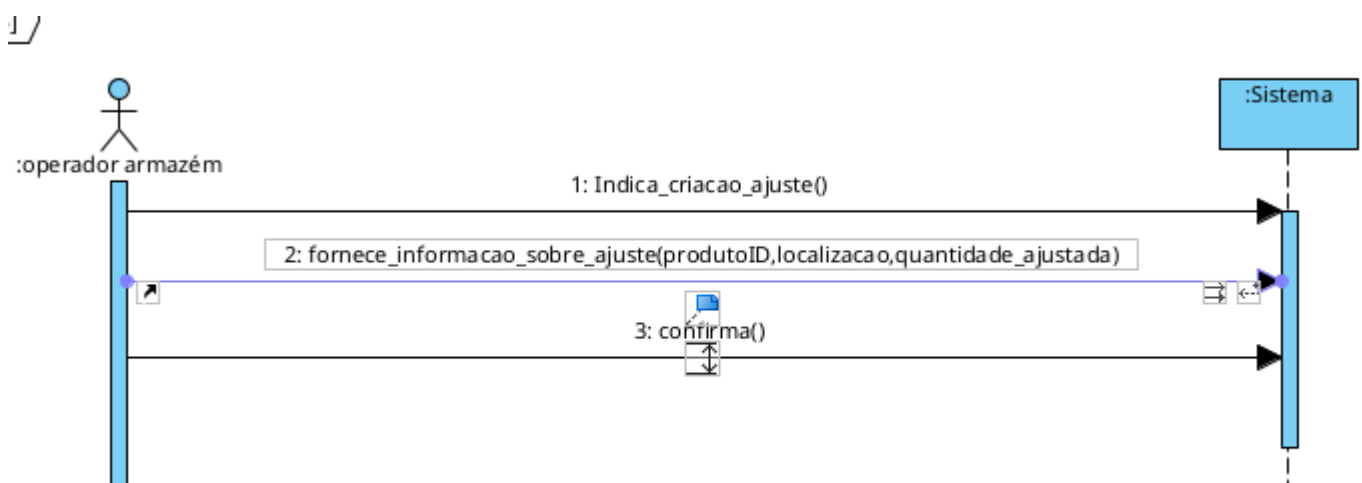 :Sistema
:operador armazém
1: Indica_criacao_ajuste()
2: fornece_informacao_sobre_ajuste(produtoID,localizacao,quantidade_ajustada)
3: confirma()